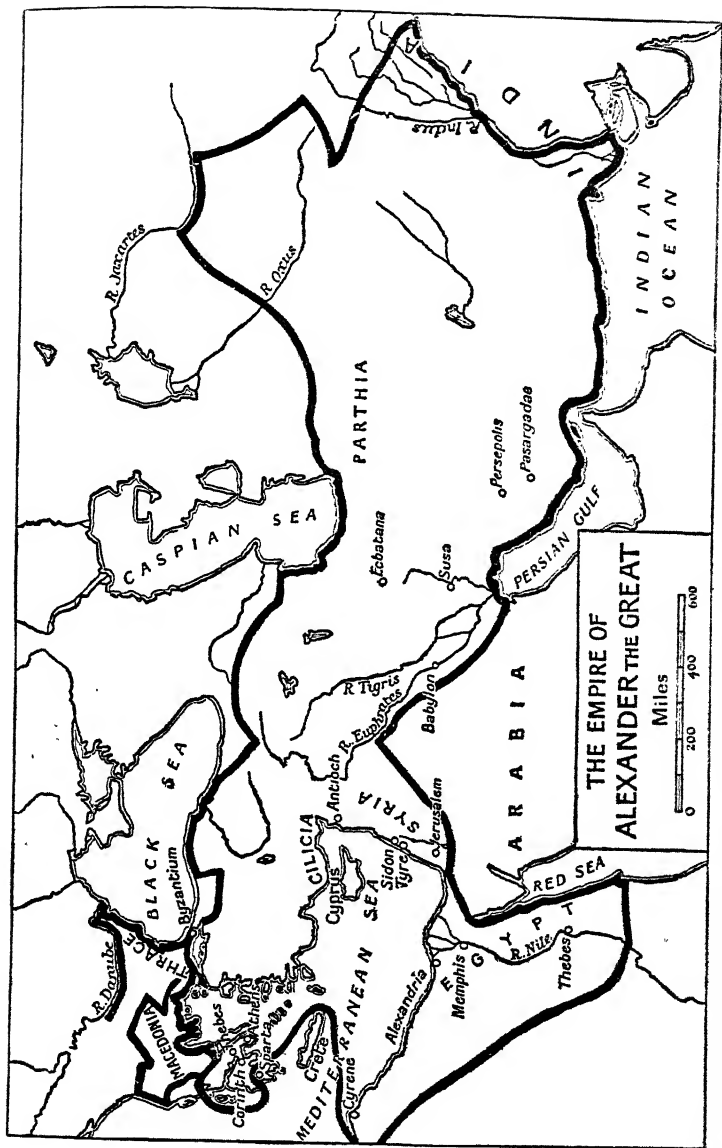 THE EMPIRE OF
ALEXANDER THE GREAT
Miles
0 200 400 600
R. Danube
THRACE
MACEDONIA
BLACK SEA
Byzantium
Thebes
Athens
Corinth
Sparta
Crete
MEDITERRANEAN SEA
Cyrene
Alexandria
Memphis
EGYPT
R. Nile
Thebes
RED SEA
CILICIA
Cyprus
Antioch
SYRIA
Sidon
Tyre
Jerusalem
ARABIA
R. Tigris
R. Euphrates
Babylon
CASPIAN SEA
Ecbatana
Susa
PERSIAN GULF
Persepolis
Pasargadae
PARTHIA
R. Jaxartes
R. Oxus
R. Indus
INDIA
INDIAN
OCEAN